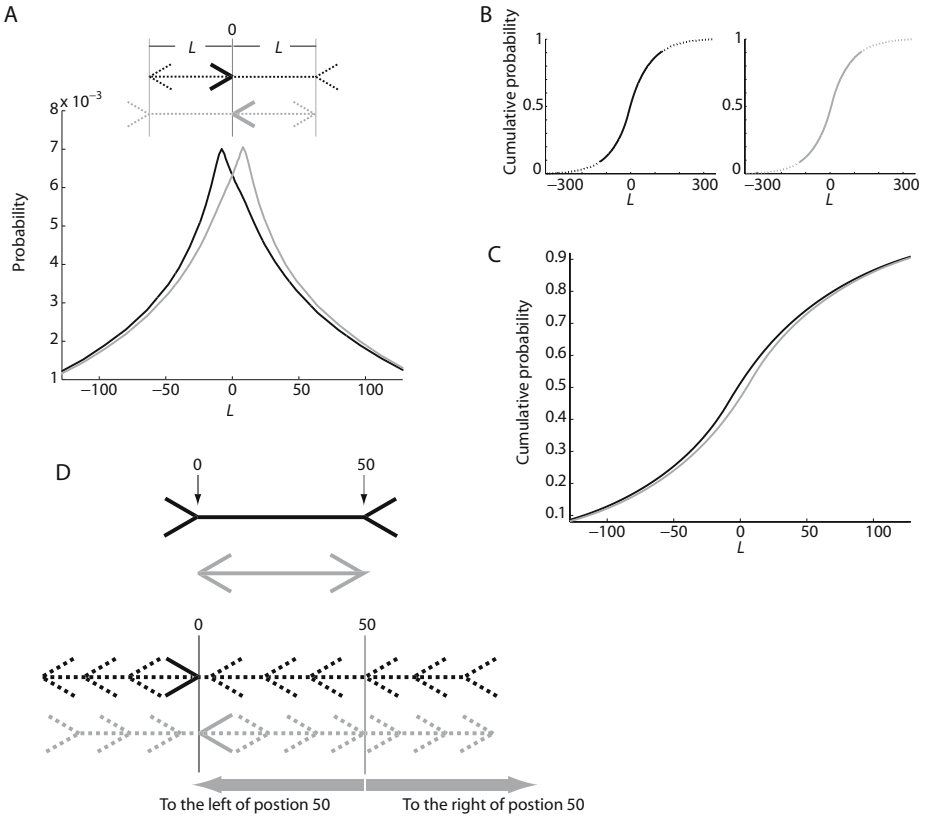 A
0
L L
8 x 10⁻³
7
6
5
4
3
2
1
Probability
−100 −50 0 50 100
L
B
1
0.5
0
Cumulative probability
−300 0 300
L
1
0.5
0
−300 0 300
L
C
0.9
0.8
0.7
0.6
0.5
0.4
0.3
0.2
0.1
Cumulative probability
−100 −50 0 50 100
L
D
0 50
0 50
To the left of postion 50 To the right of postion 50